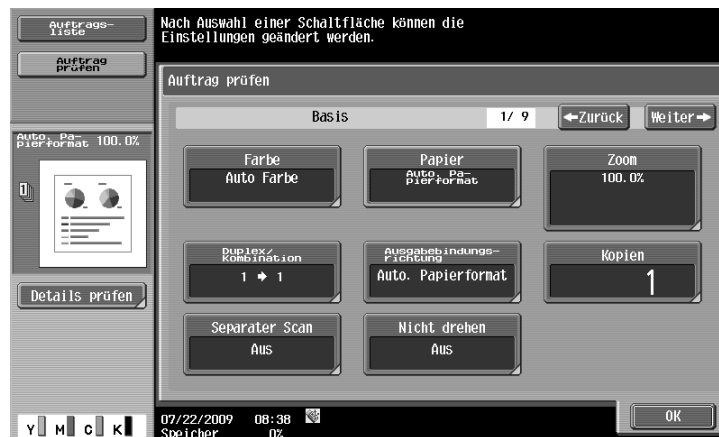 Auftrags-
liste
Auftrag
prüfen
Nach Auswahl einer Schaltfläche können die
Einstellungen geändert werden.
Auftrag prüfen
Basis
1/ 9
←Zurück
Weiter→
Auto. Pa-
pierformat 100.0%
Details prüfen
Farbe
Auto Farbe
Papier
Auto. Pa-
pierformat
Zoom
100.0%
Duplex/
Kombination
1 → 1
Ausgabebindungs-
richtung
Auto. Papierformat
Kopien
1
Separater Scan
Aus
Nicht drehen
Aus
Y M C K
07/22/2009 08:38
Speicher 0%
OK